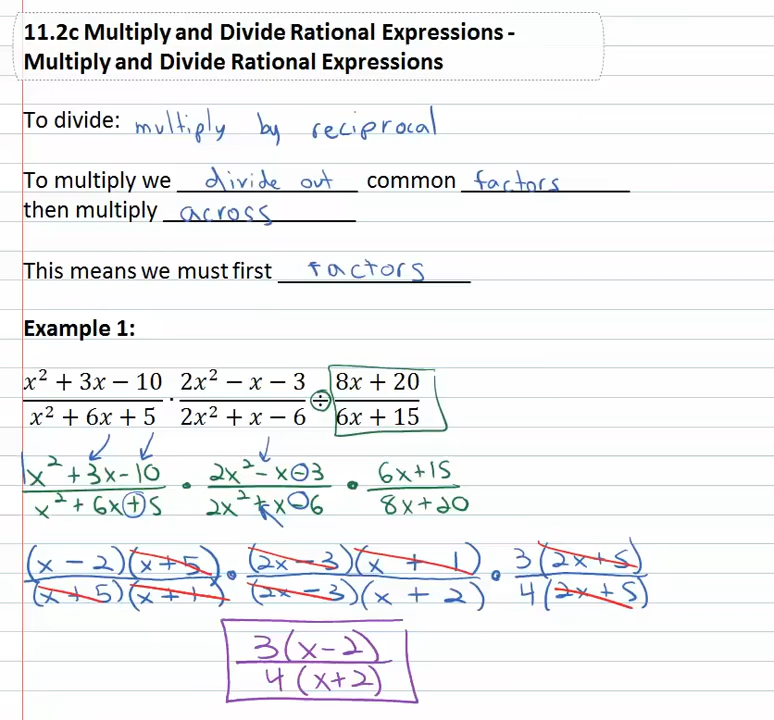 11.2c Multiply and Divide Rational Expressions -
Multiply and Divide Rational Expressions
To divide: multiply by reciprocal
To multiply we divide out common factors
then multiply across
This means we must first factors
Example 1:
x² + 3x − 10 / x² + 6x + 5 · 2x² − x − 3 / 2x² + x − 6 ÷ 8x + 20 / 6x + 15
x² + 3x − 10 / x² + 6x + 5 • 2x² − x − 3 / 2x² + x − 6 • 6x + 15 / 8x + 20
(x − 2)(x + 5) / (x + 5)(x + 1) • (2x − 3)(x + 1) / (2x − 3)(x + 2) • 3(2x + 5) / 4(2x + 5)
3(x − 2) / 4(x + 2)